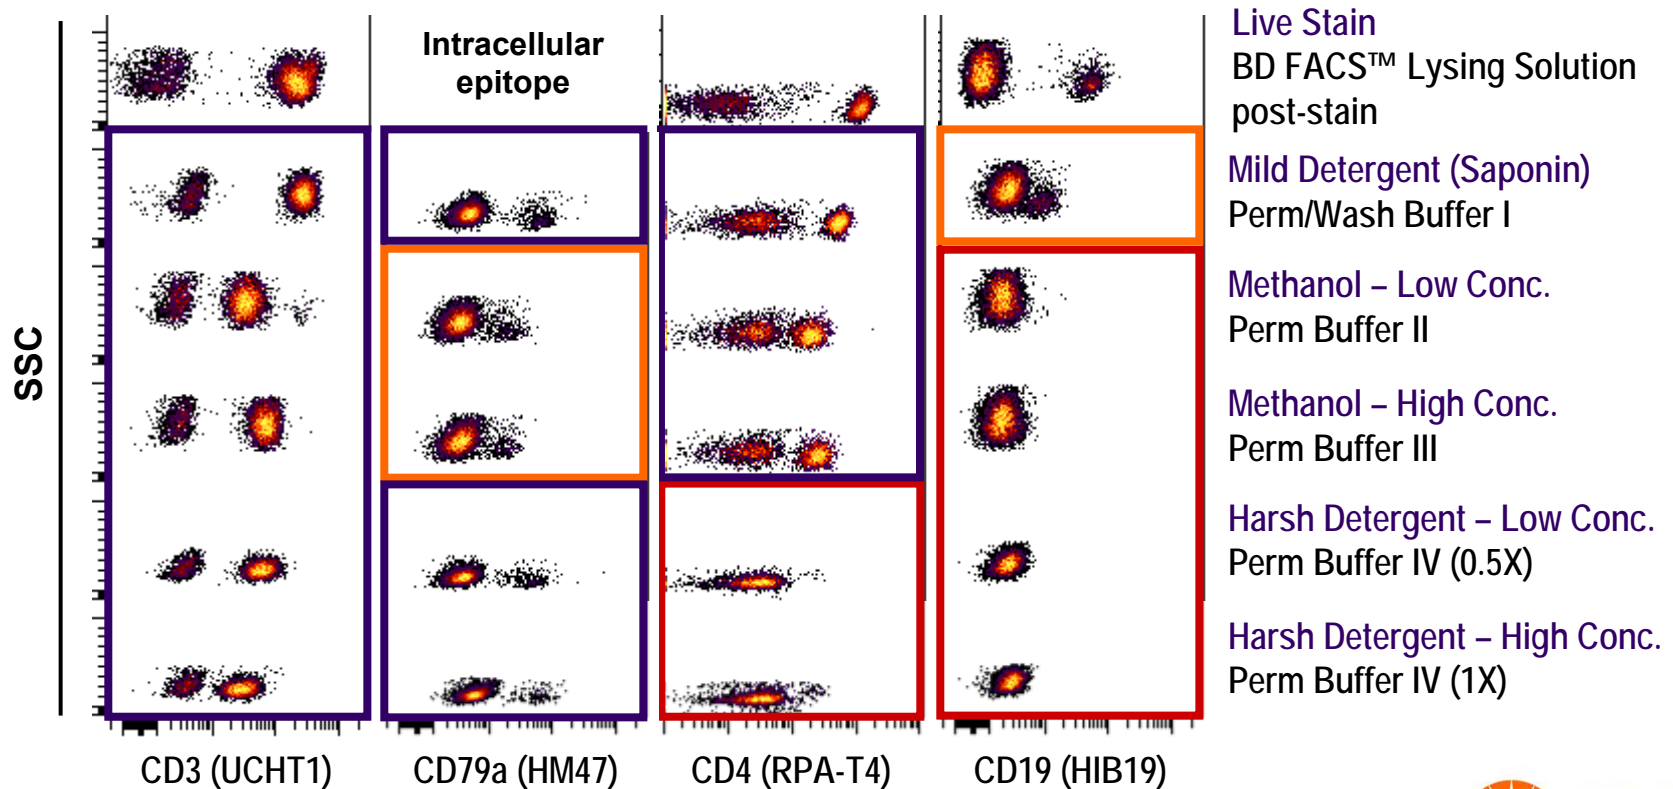 Intracellular
epitope
Live Stain
BD FACS™ Lysing Solution
post-stain
Mild Detergent (Saponin)
Perm/Wash Buffer I
Methanol – Low Conc.
Perm Buffer II
Methanol – High Conc.
Perm Buffer III
Harsh Detergent – Low Conc.
Perm Buffer IV (0.5X)
Harsh Detergent – High Conc.
Perm Buffer IV (1X)
SSC
CD3 (UCHT1)
CD79a (HM47)
CD4 (RPA-T4)
CD19 (HIB19)